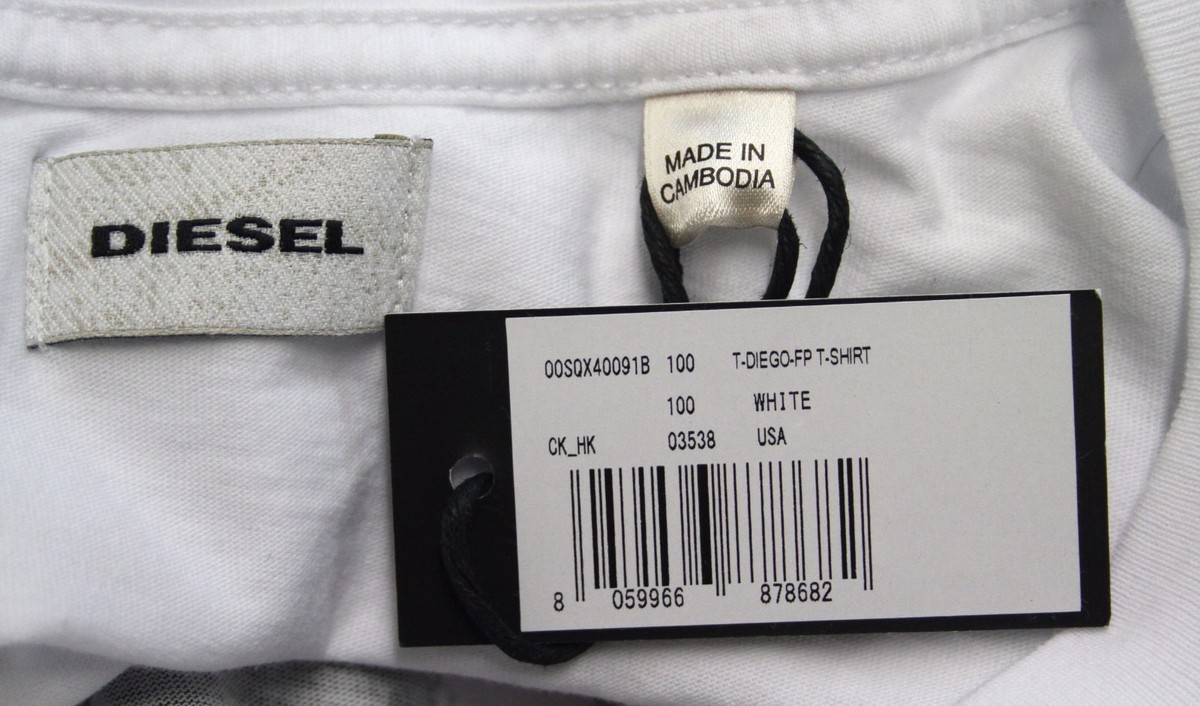 DIESEL
MADE IN
CAMBODIA
00SQX40091B 100 T-DIEGO-FP T-SHIRT
100 WHITE
CK_HK 03538 USA
8 059966 878682